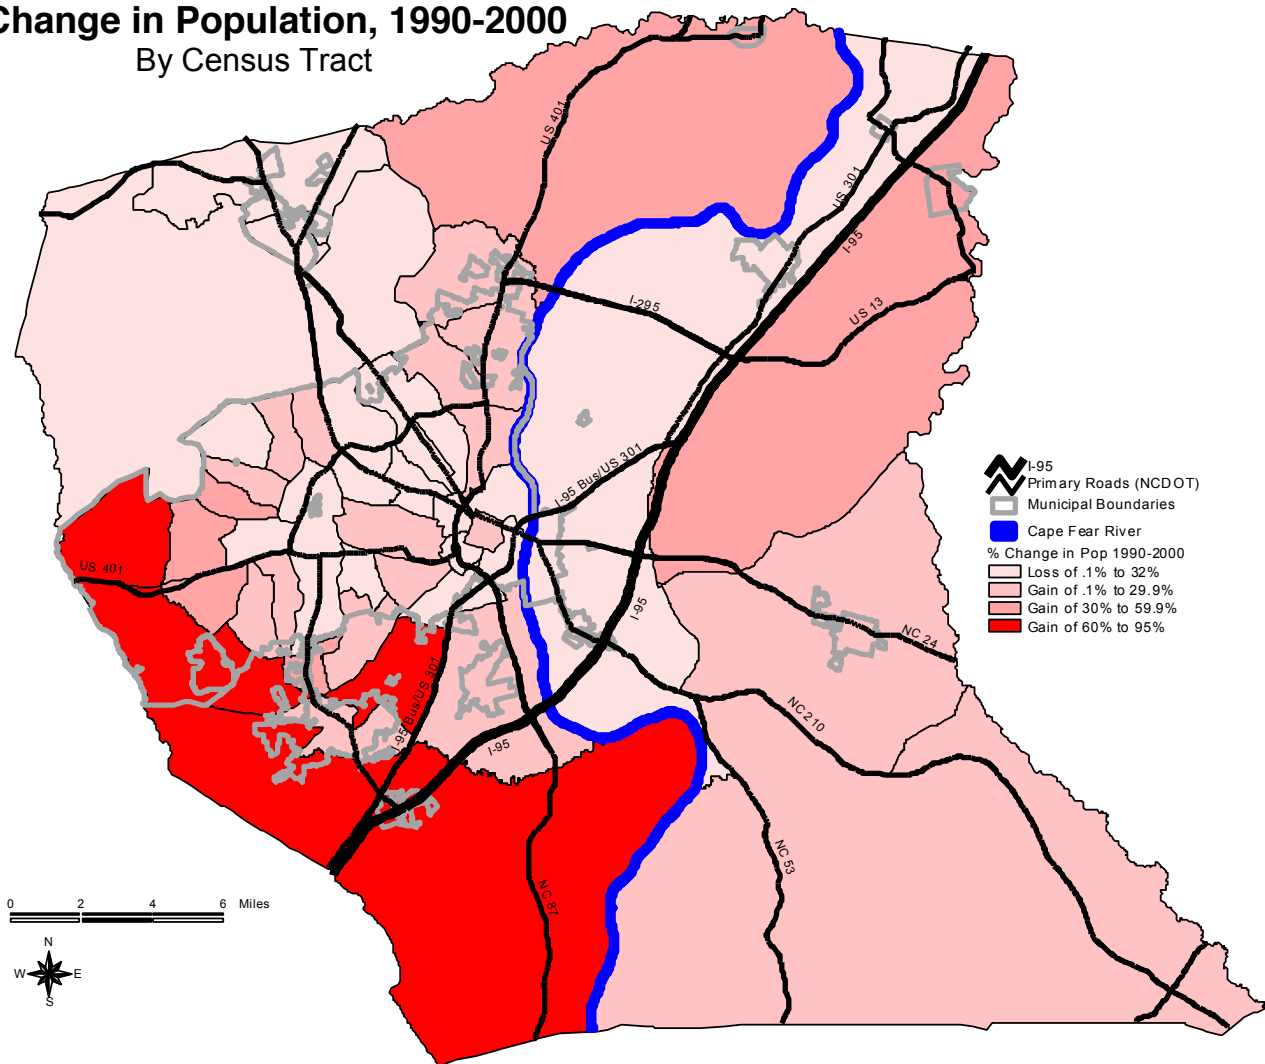 Change in Population, 1990-2000
By Census Tract
US 401
US 301
I-95
I-295
US 13
I-95 Bus/US 301
US 401
I-95
NC 24
I-95 Bus/US 301
NC 210
I-95
NC 53
NC 87
I-95
Primary Roads (NCDOT)
Municipal Boundaries
Cape Fear River
% Change in Pop 1990-2000
Loss of .1% to 32%
Gain of .1% to 29.9%
Gain of 30% to 59.9%
Gain of 60% to 95%
0 2 4 6 Miles
N
W E
S